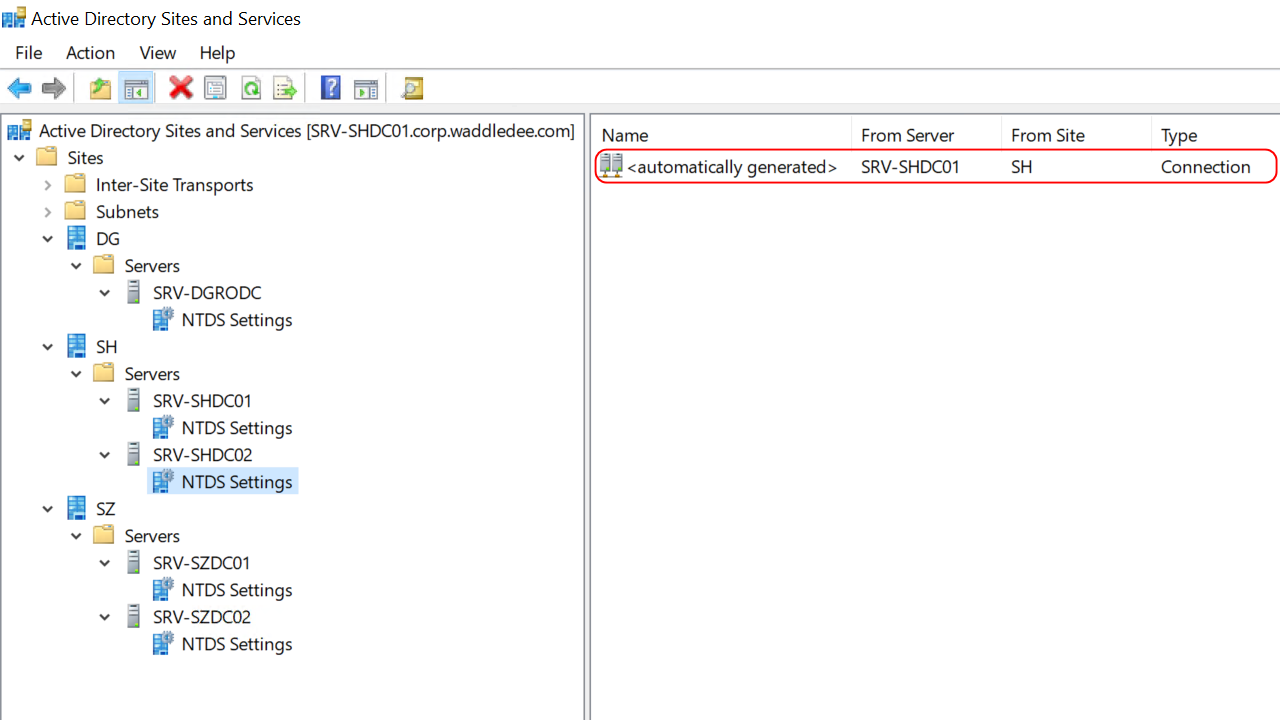 Active Directory Sites and Services
File Action View Help
Active Directory Sites and Services [SRV-SHDC01.corp.waddledee.com]
Sites
Inter-Site Transports
Subnets
DG
Servers
SRV-DGRODC
NTDS Settings
SH
Servers
SRV-SHDC01
NTDS Settings
SRV-SHDC02
NTDS Settings
SZ
Servers
SRV-SZDC01
NTDS Settings
SRV-SZDC02
NTDS Settings
Name From Server From Site Type
<automatically generated> SRV-SHDC01 SH Connection